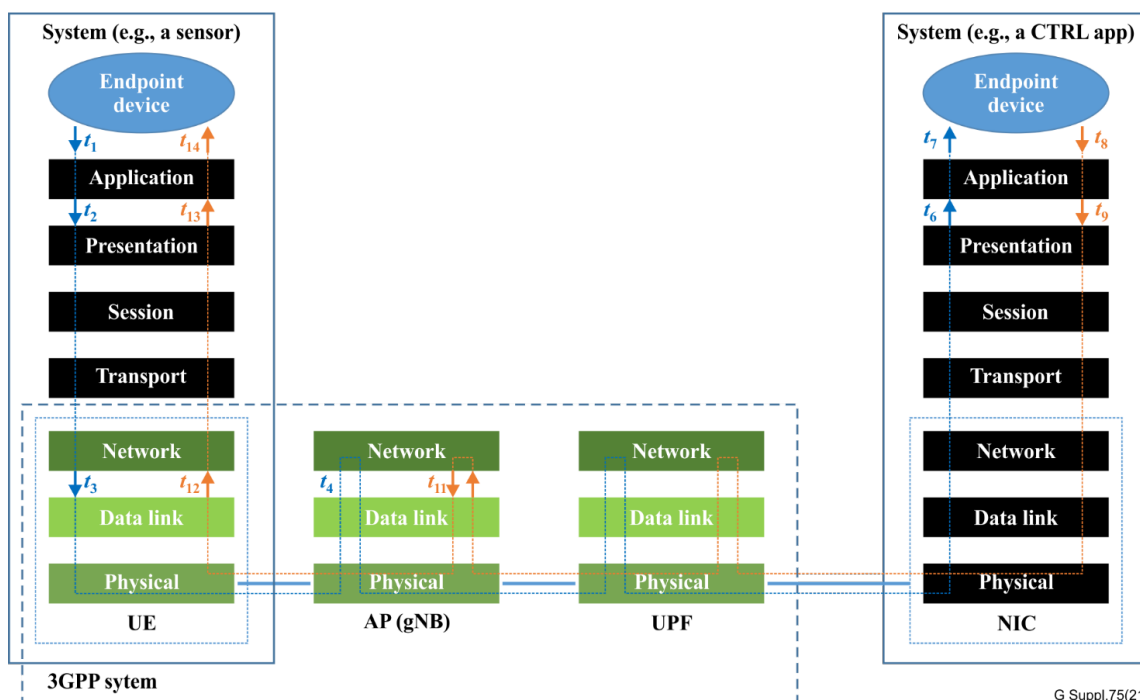 System (e.g., a sensor)
System (e.g., a CTRL app)
Endpoint
device
Endpoint
device
t1
t14
t7
t8
Application
Application
t2
t13
t6
t9
Presentation
Presentation
Session
Session
Transport
Transport
Network
Network
Network
Network
t3
t12
t4
t11
Data link
Data link
Data link
Data link
Physical
Physical
Physical
Physical
UE
AP (gNB)
UPF
NIC
3GPP sytem